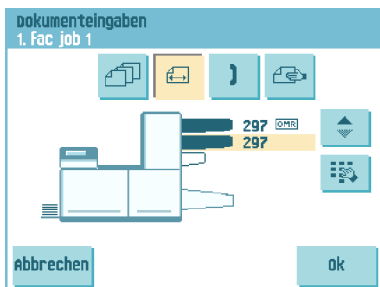 Dokumenteingaben
1. Fac job 1
297 OMR
297
Abbrechen
Ok